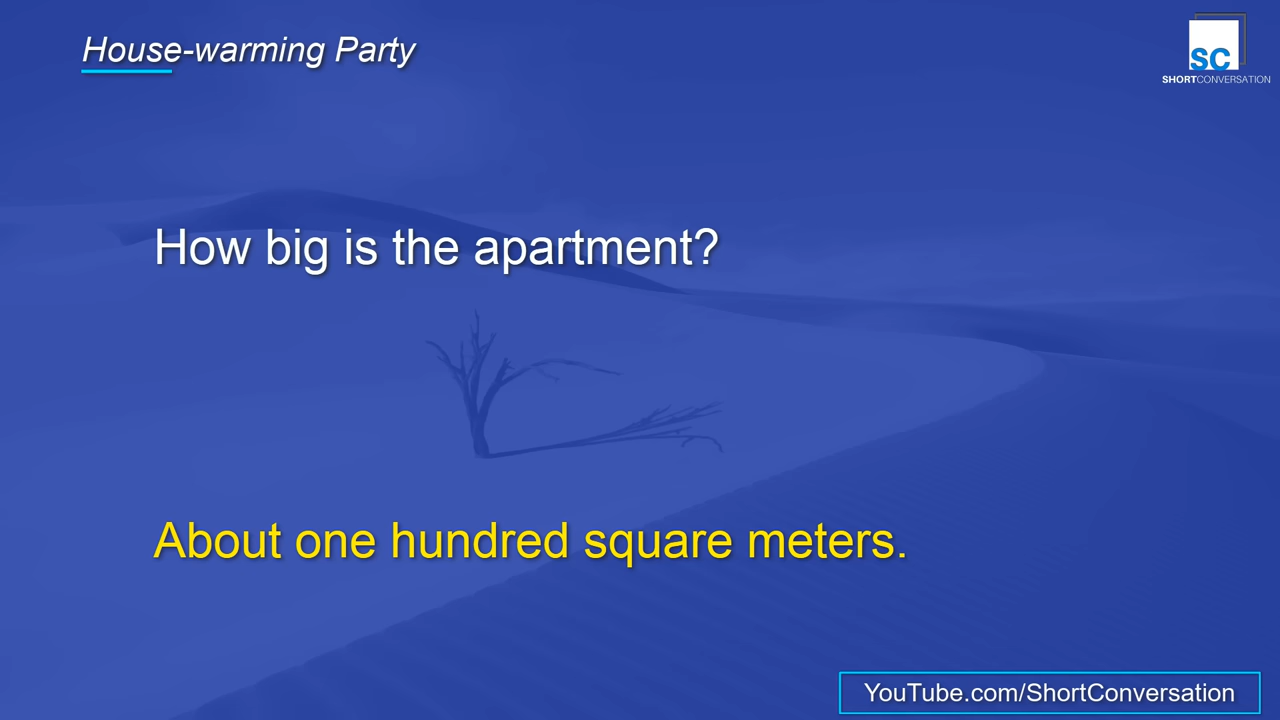 House-warming Party
SC
SHORTCONVERSATION
How big is the apartment?
About one hundred square meters.
YouTube.com/ShortConversation